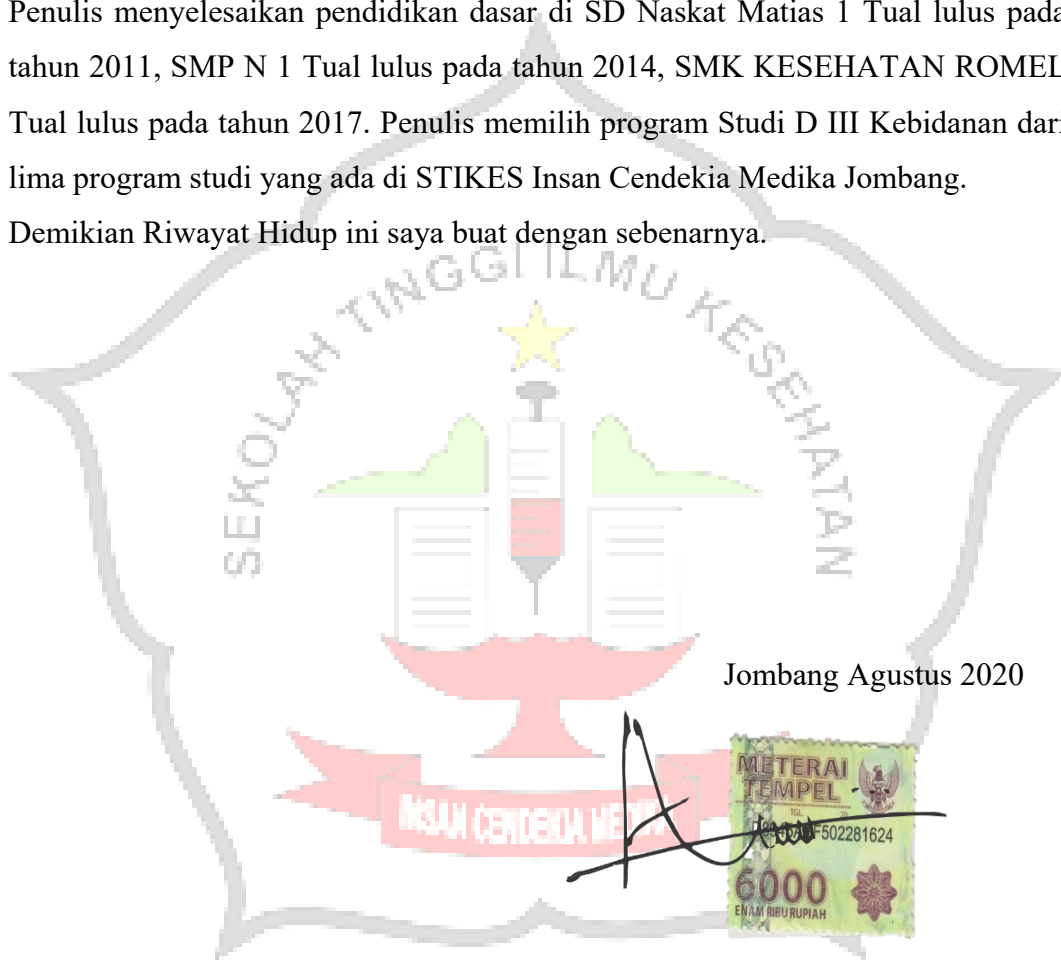 Penulis menyelesaikan pendidikan dasar di SD Naskat Matias 1 Tual lulus pada
tahun 2011, SMP N 1 Tual lulus pada tahun 2014, SMK KESEHATAN ROMEL
Tual lulus pada tahun 2017. Penulis memilih program Studi D III Kebidanan dari
lima program studi yang ada di STIKES Insan Cendekia Medika Jombang.
Demikian Riwayat Hidup ini saya buat dengan sebenarnya.
SEKOLAH TINGGI ILMU KESEHATAN
Jombang Agustus 2020
METERAI
TEMPEL
TGL. 20
F502281624
6000
ENAM RIBU RUPIAH
INSAN CENDEKIA MEDIKA